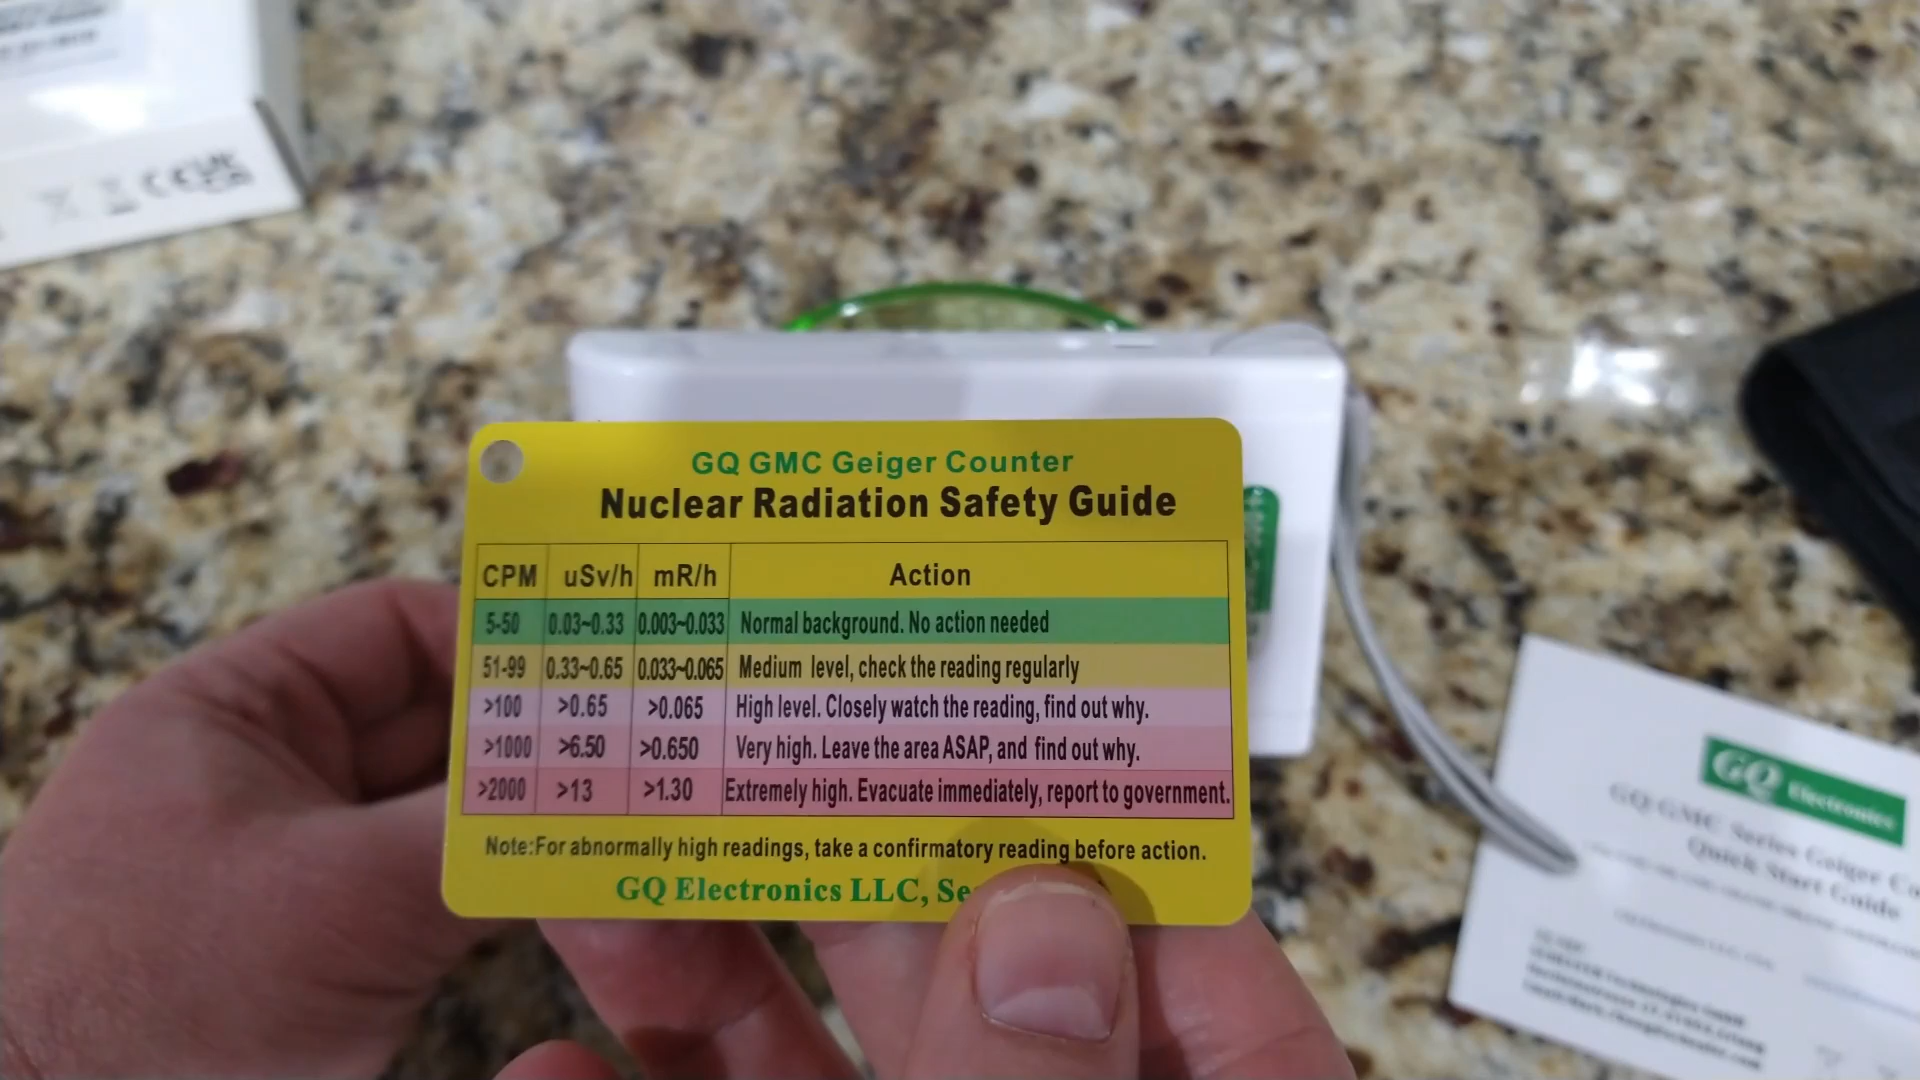 GQ GMC Geiger Counter
Nuclear Radiation Safety Guide
CPM uSv/h mR/h Action
5-50 0.03~0.33 0.003~0.033 Normal background. No action needed
51-99 0.33~0.65 0.033~0.065 Medium level, check the reading regularly
>100 >0.65 >0.065 High level. Closely watch the reading, find out why.
>1000 >6.50 >0.650 Very high. Leave the area ASAP, and find out why.
>2000 >13 >1.30 Extremely high. Evacuate immediately, report to government.
Note:For abnormally high readings, take a confirmatory reading before action.
GQ Electronics LLC,
GQ Electronics
GQ GMC Series Geiger
Quick Start Guide